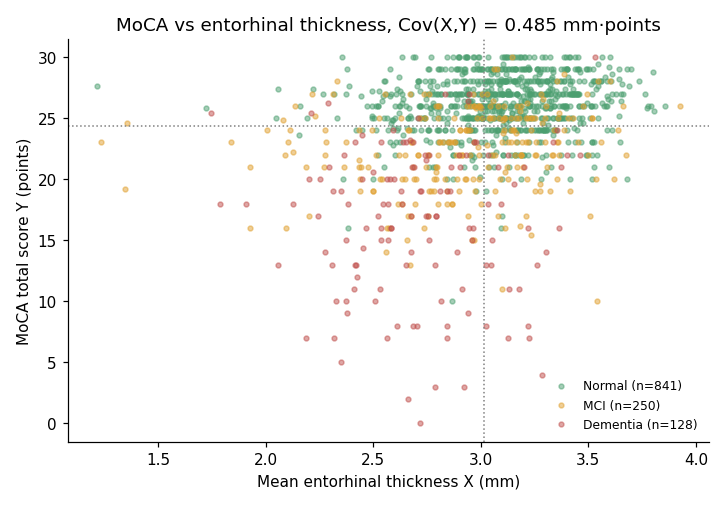 MoCA vs entorhinal thickness, Cov(X,Y) = 0.485 mm·points
MoCA total score Y (points)
30
25
20
15
10
5
0
Normal (n=841)
MCI (n=250)
Dementia (n=128)
1.5 2.0 2.5 3.0 3.5 4.0
Mean entorhinal thickness X (mm)